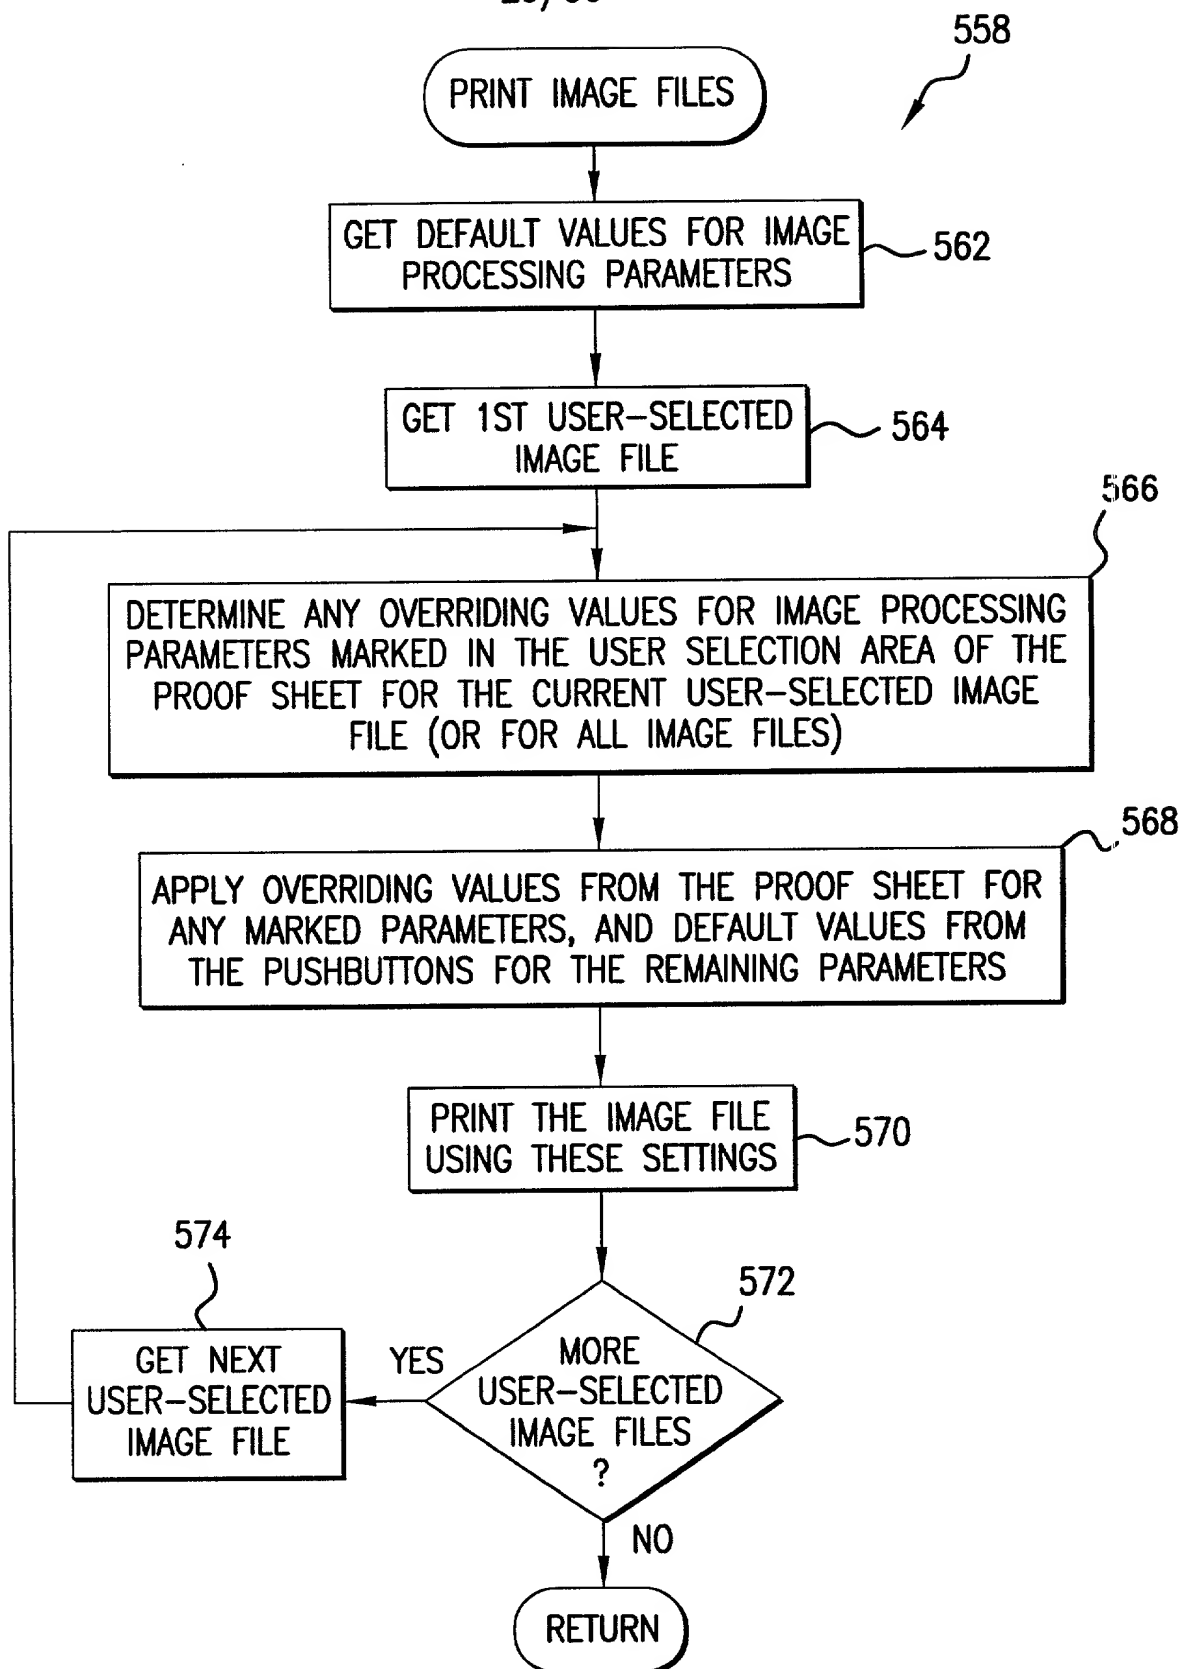 558
PRINT IMAGE FILES
GET DEFAULT VALUES FOR IMAGE
PROCESSING PARAMETERS
562
GET 1ST USER-SELECTED
IMAGE FILE
564
566
DETERMINE ANY OVERRIDING VALUES FOR IMAGE PROCESSING
PARAMETERS MARKED IN THE USER SELECTION AREA OF THE
PROOF SHEET FOR THE CURRENT USER-SELECTED IMAGE
FILE (OR FOR ALL IMAGE FILES)
568
APPLY OVERRIDING VALUES FROM THE PROOF SHEET FOR
ANY MARKED PARAMETERS, AND DEFAULT VALUES FROM
THE PUSHBUTTONS FOR THE REMAINING PARAMETERS
PRINT THE IMAGE FILE
USING THESE SETTINGS
570
574
572
GET NEXT
USER-SELECTED
IMAGE FILE
YES
MORE
USER-SELECTED
IMAGE FILES
?
NO
RETURN